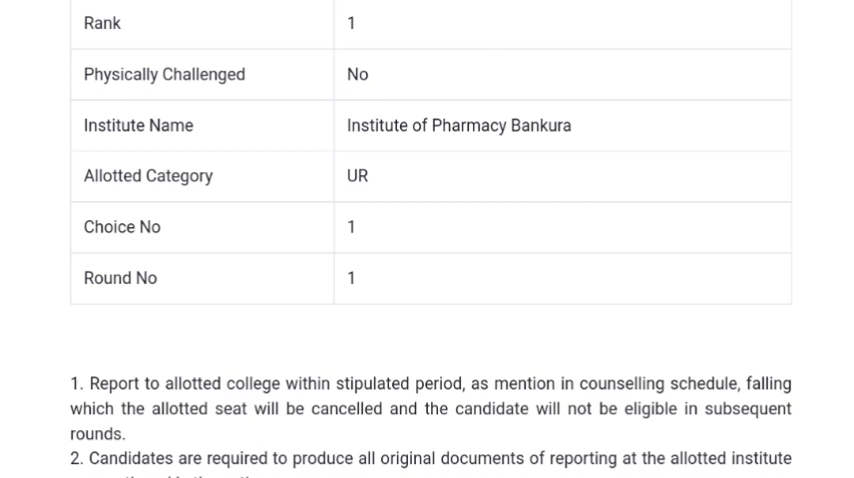 Rank 1
Physically Challenged No
Institute Name Institute of Pharmacy Bankura
Allotted Category UR
Choice No 1
Round No 1
1. Report to allotted college within stipulated period, as mention in counselling schedule, falling
which the allotted seat will be cancelled and the candidate will not be eligible in subsequent
rounds.
2. Candidates are required to produce all original documents of reporting at the allotted institute